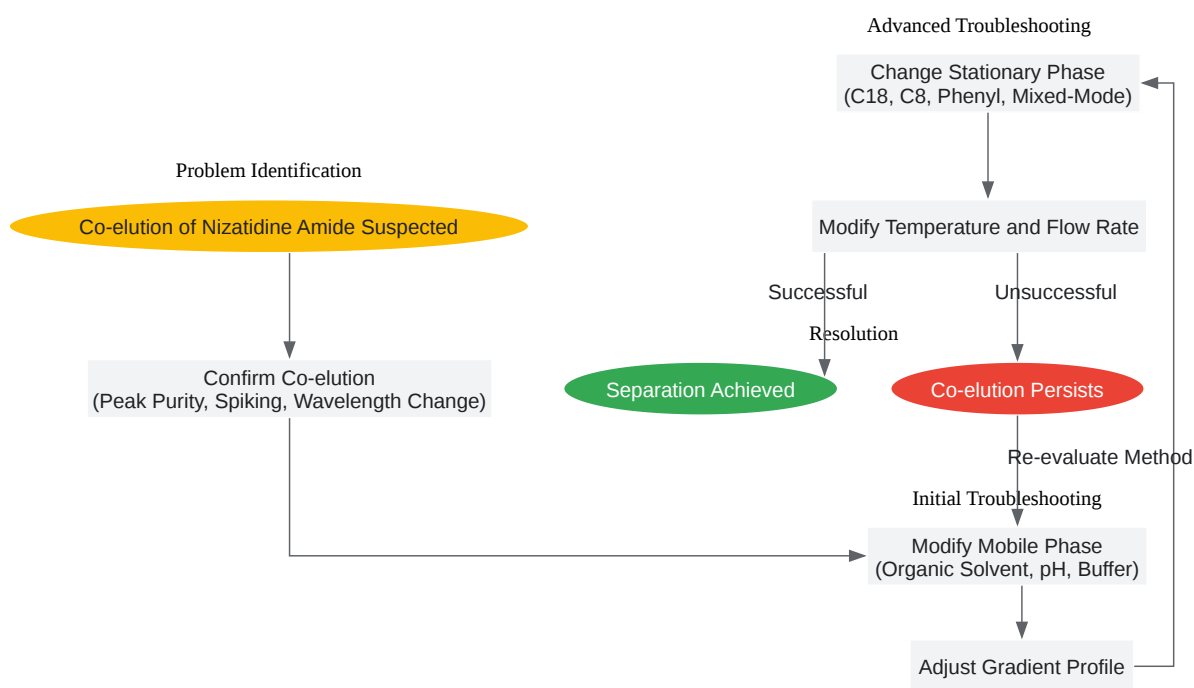 Advanced Troubleshooting
Change Stationary Phase
(C18, C8, Phenyl, Mixed-Mode)
Problem Identification
Co-elution of Nizatidine Amide Suspected
Modify Temperature and Flow Rate
Successful
Unsuccessful
Resolution
Confirm Co-elution
(Peak Purity, Spiking, Wavelength Change)
Separation Achieved
Co-elution Persists
Re-evaluate Method
Initial Troubleshooting
Modify Mobile Phase
(Organic Solvent, pH, Buffer)
Adjust Gradient Profile